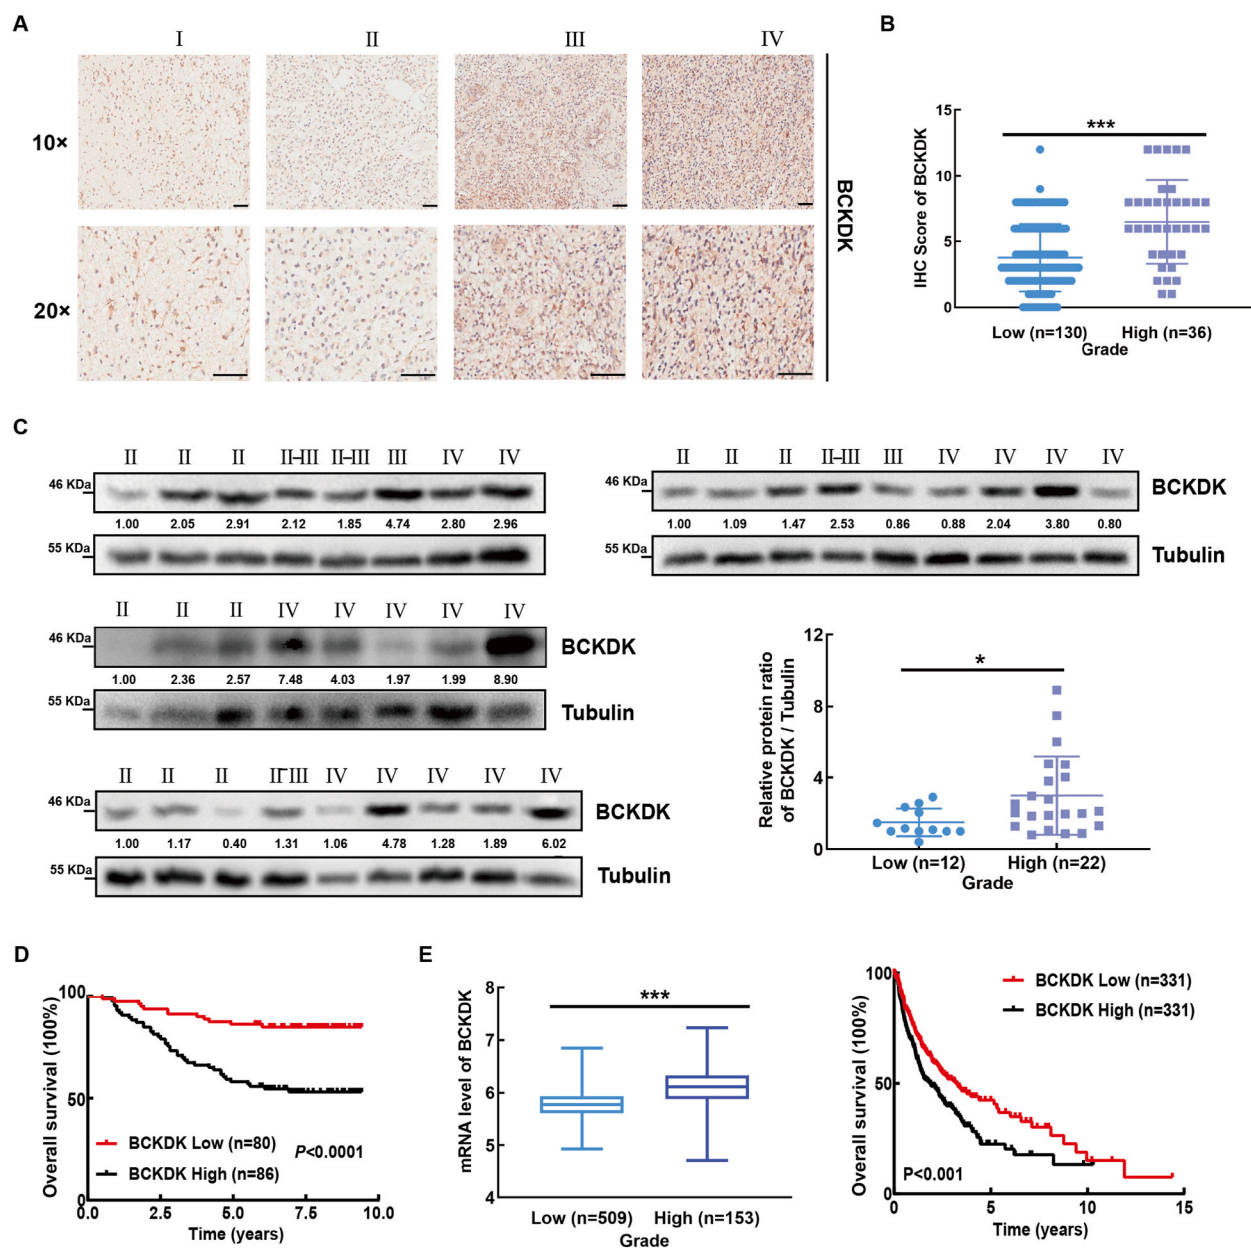 A
I II III IV
10×
20×
BCKDK
B
15
10
5
0
IHC Score of BCKDK
***
Low (n=130) High (n=36)
Grade
C
II II II II-III II-III III IV IV
46 KDa
1.00 2.05 2.91 2.12 1.85 4.74 2.80 2.96
55 KDa
II II II II-III III IV IV IV IV
46 KDa
BCKDK
1.00 1.09 1.47 2.53 0.86 0.88 2.04 3.80 0.80
55 KDa
Tubulin
II II II IV IV IV IV IV
46 KDa
BCKDK
1.00 2.36 2.57 7.48 4.03 1.97 1.99 8.90
55 KDa
Tubulin
II II II II-III IV IV IV IV IV
46 KDa
BCKDK
1.00 1.17 0.40 1.31 1.06 4.78 1.28 1.89 6.02
55 KDa
Tubulin
12
8
4
0
Relative protein ratio
of BCKDK / Tubulin
*
Low (n=12) High (n=22)
Grade
D
100
50
0
Overall survival (100%)
BCKDK Low (n=80)
BCKDK High (n=86)
P<0.0001
0.0 2.5 5.0 7.5 10.0
Time (years)
E
8
7
6
5
4
mRNA level of BCKDK
***
Low (n=509) High (n=153)
Grade
100
50
0
Overall survival (100%)
BCKDK Low (n=331)
BCKDK High (n=331)
P<0.001
0 5 10 15
Time (years)